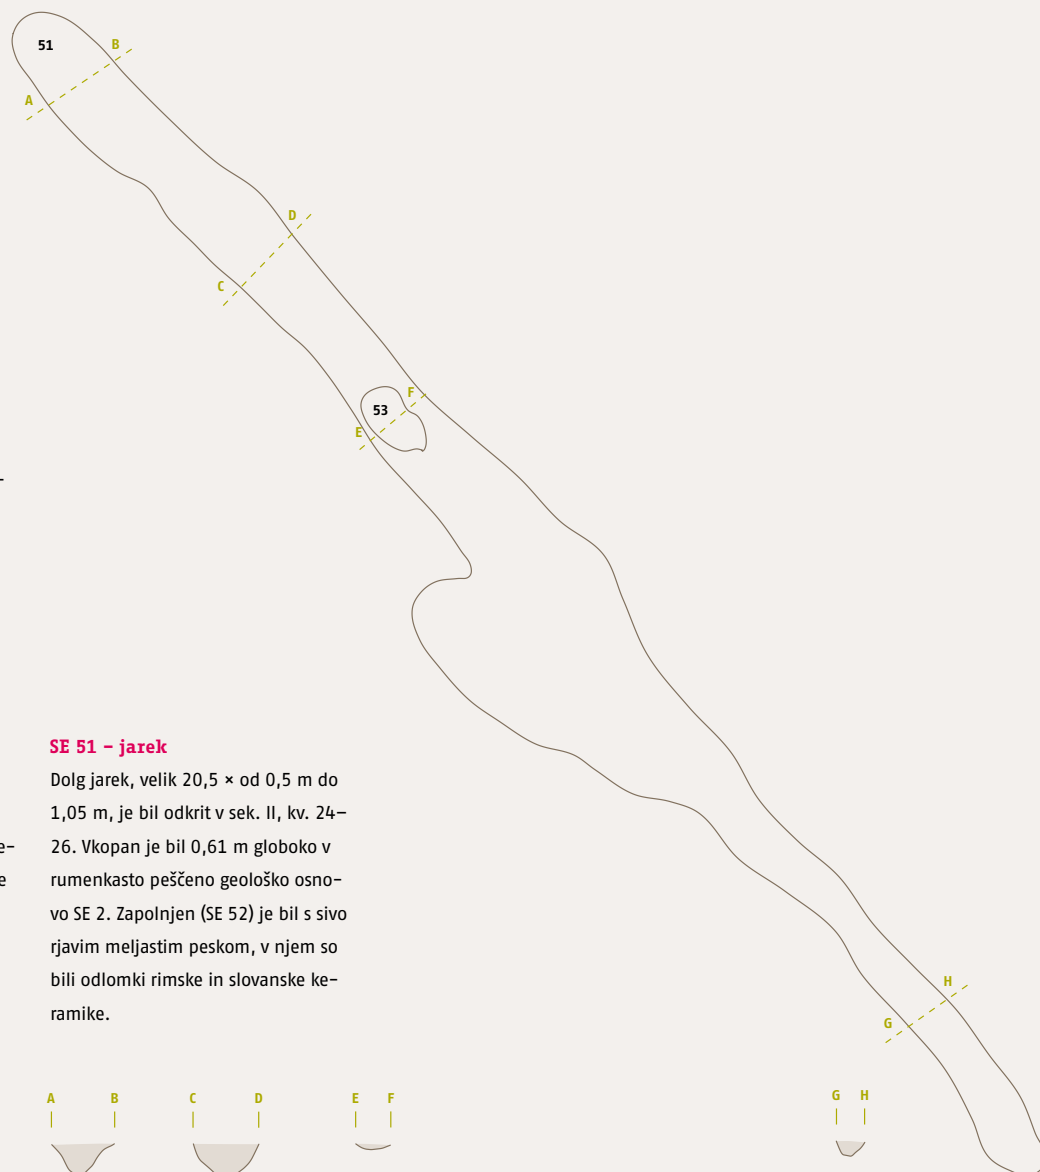 51
B
A
D
C
F
53
E
-
SE 51 – jarek
Dolg jarek, velik 20,5 × od 0,5 m do
1,05 m, je bil odkrit v sek. II, kv. 24–
26. Vkopan je bil 0,61 m globoko v
rumenkasto peščeno geološko osno-
vo SE 2. Zapolnjen (SE 52) je bil s sivo
rjavim meljastim peskom, v njem so
bili odlomki rimske in slovanske ke-
ramike.
e-
e
H
G
A B C D E F G H